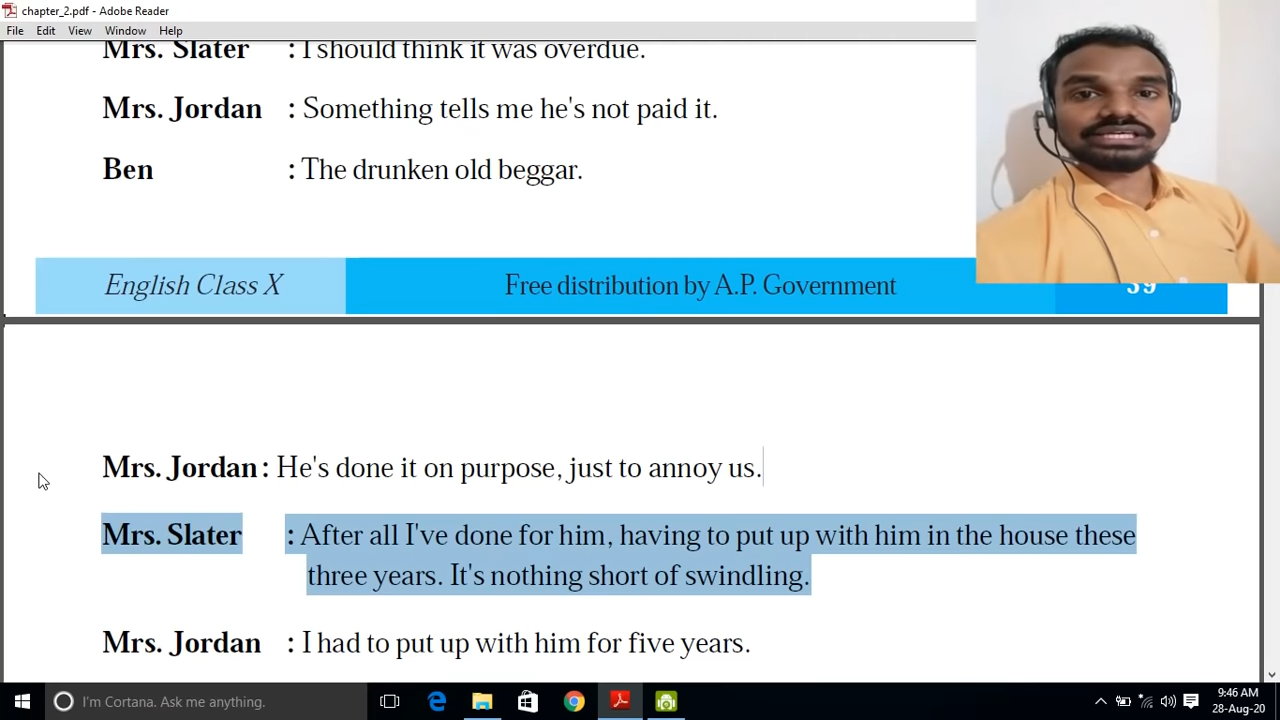 chapter_2.pdf - Adobe Reader
File Edit View Window Help
Mrs. Slater : I should think it was overdue.
Mrs. Jordan : Something tells me he's not paid it.
Ben : The drunken old beggar.
English Class X Free distribution by A.P. Government 39
Mrs. Jordan : He's done it on purpose, just to annoy us.
Mrs. Slater : After all I've done for him, having to put up with him in the house these
three years. It's nothing short of swindling.
Mrs. Jordan : I had to put up with him for five years.
I'm Cortana. Ask me anything.
9:46 AM
28-Aug-20